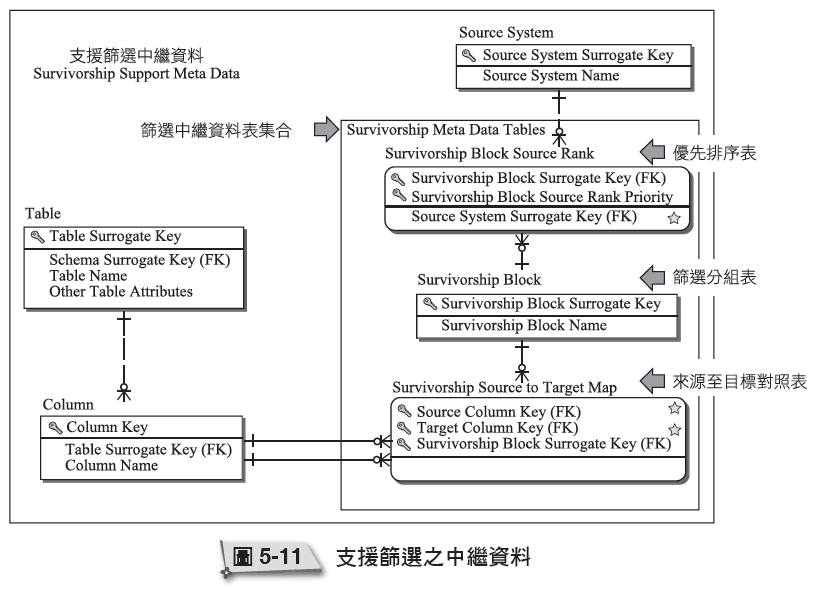 支援篩選中繼資料
Survivorship Support Meta Data
Source System
Source System Surrogate Key
Source System Name
篩選中繼資料表集合
Survivorship Meta Data Tables
Survivorship Block Source Rank
優先排序表
Survivorship Block Surrogate Key (FK)
Survivorship Block Source Rank Priority
Source System Surrogate Key (FK)
Table
Table Surrogate Key
Schema Surrogate Key (FK)
Table Name
Other Table Attributes
Survivorship Block
篩選分組表
Survivorship Block Surrogate Key
Survivorship Block Name
Survivorship Source to Target Map
來源至目標對照表
Source Column Key (FK)
Target Column Key (FK)
Survivorship Block Surrogate Key (FK)
Column
Column Key
Table Surrogate Key (FK)
Column Name
圖 5-11 支援篩選之中繼資料